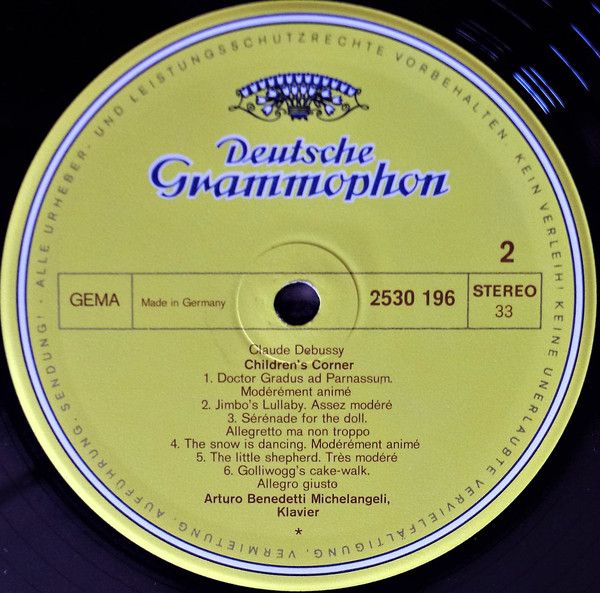 ALLE URHEBER- UND LEISTUNGSSCHUTZRECHTE VORBEHALTEN · KEIN VERLEIH! KEINE UNERLAUBTE VERVIELFÄLTIGUNG, VERMIETUNG, AUFFÜHRUNG, SENDUNG! ·
Deutsche
Grammophon
2
GEMA
Made in Germany
2530 196
STEREO
33
Claude Debussy
Children's Corner
1. Doctor Gradus ad Parnassum.
Modérément animé
2. Jimbo's Lullaby. Assez modéré
3. Sérénade for the doll.
Allegretto ma non troppo
4. The snow is dancing. Modérément animé
5. The little shepherd. Très modéré
6. Golliwogg's cake-walk.
Allegro giusto
Arturo Benedetti Michelangeli,
Klavier
*